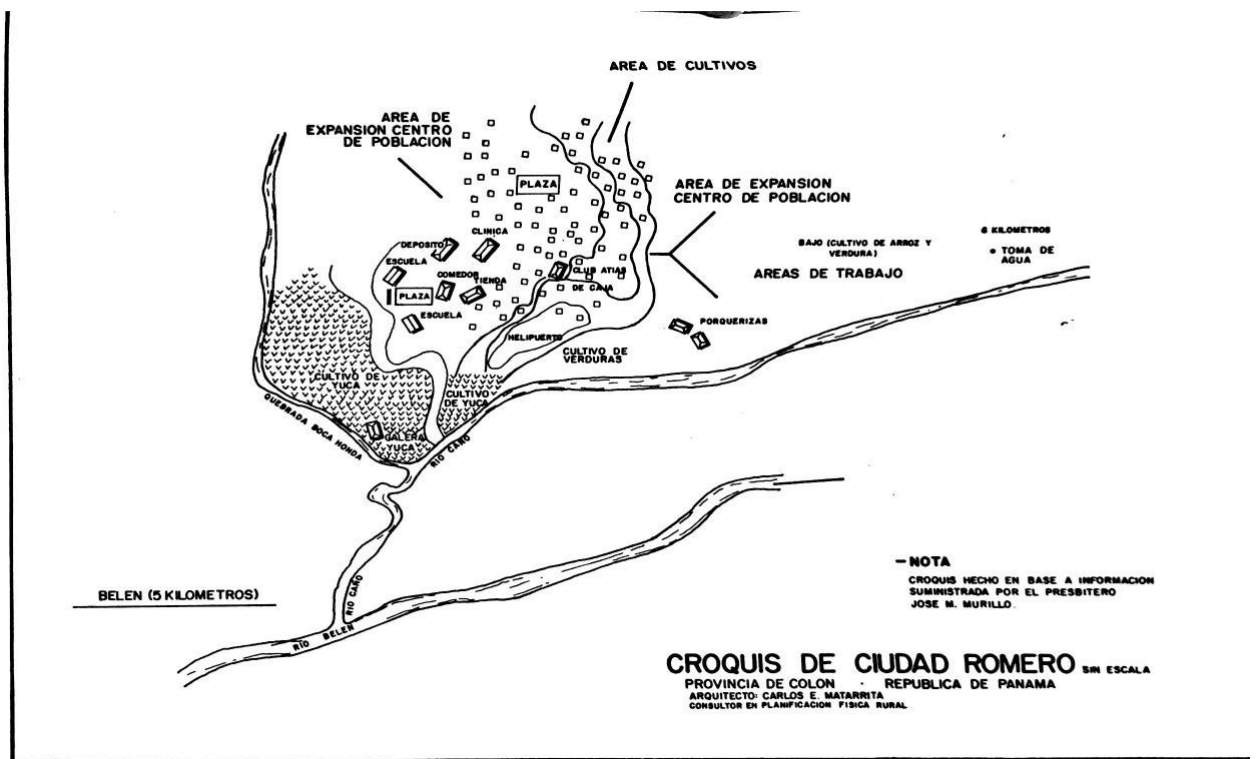 AREA DE CULTIVOS
AREA DE
EXPANSION CENTRO
DE POBLACION
PLAZA
AREA DE EXPANSION
CENTRO DE POBLACION
CLINICA
DEPOSITO
ESCUELA
COMEDOR
TIENDA
PLAZA
ESCUELA
CLUB ATIAS
DE CAJA
BAJO (CULTIVO DE ARROZ Y
VERDURA)
AREAS DE TRABAJO
6 KILOMETROS
TOMA DE
AGUA
HELIPUERTO
CULTIVO DE
VERDURAS
PORQUERIZAS
CULTIVO DE
YUCA
CULTIVO
DE YUCA
GALERA
YUCA
QUEBRADA BOCA HONDA
RIO CAÑO
RIO CAÑO
BELEN (5 KILOMETROS)
RIO BELEN
- NOTA
CROQUIS HECHO EN BASE A INFORMACION
SUMINISTRADA POR EL PRESBITERO
JOSE M. MURILLO.
CROQUIS DE CIUDAD ROMERO SIN ESCALA
PROVINCIA DE COLON - REPUBLICA DE PANAMA
ARQUITECTO: CARLOS E. MATARRITA
CONSULTOR EN PLANIFICACION FISICA RURAL